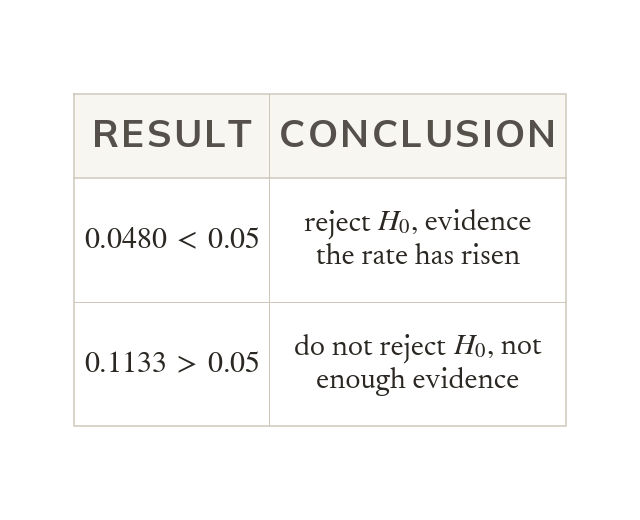 RESULT
CONCLUSION
0.0480 < 0.05
reject H₀, evidence
the rate has risen
0.1133 > 0.05
do not reject H₀, not
enough evidence